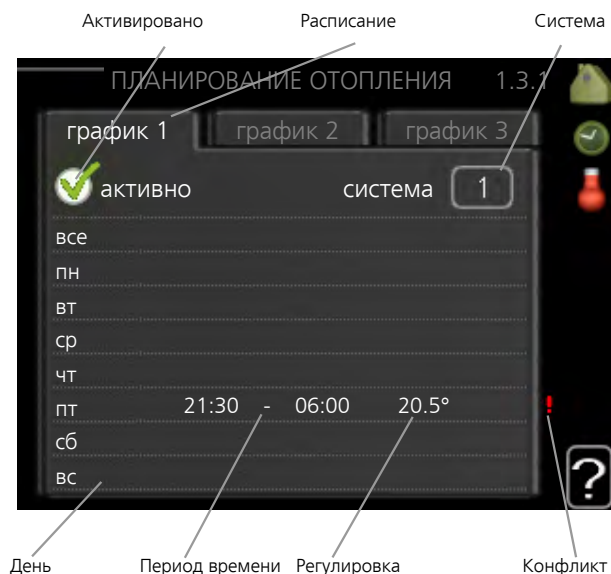 Активировано Расписание Система
ПЛАНИРОВАНИЕ ОТОПЛЕНИЯ 1.3.1
график 1 график 2 график 3
активно система 1
все
пн
вт
ср
чт
пт 21:30 - 06:00 20.5° !
сб
вс
?
День Период времени Регулировка Конфликт